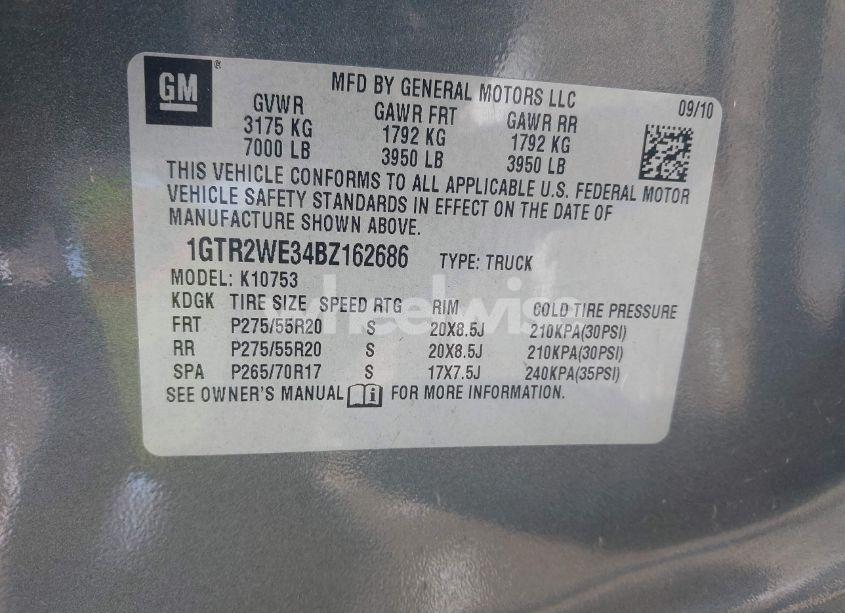 GM
MFD BY GENERAL MOTORS LLC
GVWR GAWR FRT GAWR RR 09/10
3175 KG 1792 KG 1792 KG
7000 LB 3950 LB 3950 LB
THIS VEHICLE CONFORMS TO ALL APPLICABLE U.S. FEDERAL MOTOR
VEHICLE SAFETY STANDARDS IN EFFECT ON THE DATE OF
MANUFACTURE SHOWN ABOVE.
1GTR2WE34BZ162686 TYPE: TRUCK
MODEL: K10753
KDGK TIRE SIZE SPEED RTG RIM COLD TIRE PRESSURE
FRT P275/55R20 S 20X8.5J 210KPA(30PSI)
RR P275/55R20 S 20X8.5J 210KPA(30PSI)
SPA P265/70R17 S 17X7.5J 240KPA(35PSI)
SEE OWNER'S MANUAL FOR MORE INFORMATION.